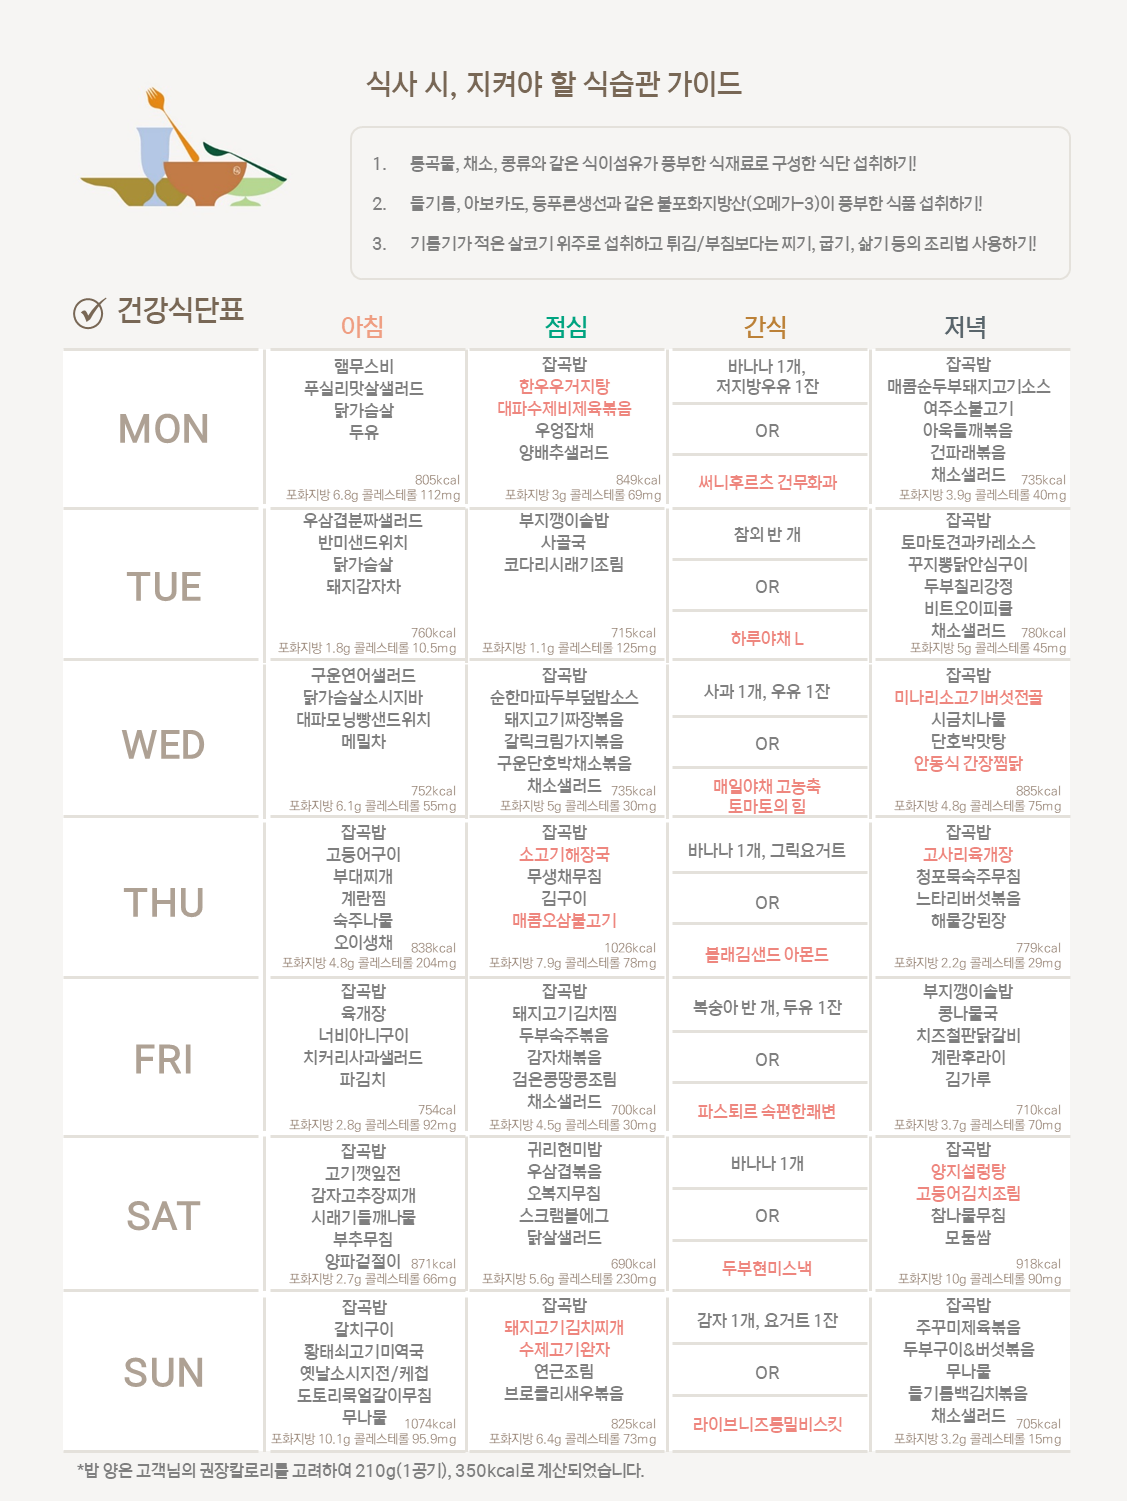 식사 시, 지켜야 할 식습관 가이드
1. 통곡물, 채소, 콩류와 같은 식이섬유가 풍부한 식재료로 구성한 식단 섭취하기!
2. 들기름, 아보카도, 등푸른생선과 같은 불포화지방산(오메가-3)이 풍부한 식품 섭취하기!
3. 기름기가 적은 살코기 위주로 섭취하고 튀김/부침보다는 찌기, 굽기, 삶기 등의 조리법 사용하기!
건강식단표
아침 점심 간식 저녁
MON
햄무스비
푸실리맛살샐러드
닭가슴살
두유
805kcal
포화지방 6.8g 콜레스테롤 112mg
잡곡밥
한우우거지탕
대파수제비제육볶음
우엉잡채
양배추샐러드
849kcal
포화지방 3g 콜레스테롤 69mg
바나나 1개,
저지방우유 1잔
OR
써니후르츠 건무화과
잡곡밥
매콤순두부돼지고기소스
여주소불고기
아욱들깨볶음
건파래볶음
채소샐러드 735kcal
포화지방 3.9g 콜레스테롤 40mg
TUE
우삼겹분짜샐러드
반미샌드위치
닭가슴살
돼지감자차
760kcal
포화지방 1.8g 콜레스테롤 10.5mg
부지깽이솥밥
사골국
코다리시래기조림
715kcal
포화지방 1.1g 콜레스테롤 125mg
참외 반 개
OR
하루야채 L
잡곡밥
토마토견과카레소스
꾸지뽕닭안심구이
두부칠리강정
비트오이피클
채소샐러드 780kcal
포화지방 5g 콜레스테롤 45mg
WED
구운연어샐러드
닭가슴살소시지바
대파모닝빵샌드위치
메밀차
752kcal
포화지방 6.1g 콜레스테롤 55mg
잡곡밥
순한마파두부덮밥소스
돼지고기짜장볶음
갈릭크림가지볶음
구운단호박채소볶음
채소샐러드 735kcal
포화지방 5g 콜레스테롤 30mg
사과 1개, 우유 1잔
OR
매일야채 고농축
토마토의 힘
잡곡밥
미나리소고기버섯전골
시금치나물
단호박맛탕
안동식 간장찜닭
885kcal
포화지방 4.8g 콜레스테롤 75mg
THU
잡곡밥
고등어구이
부대찌개
계란찜
숙주나물
오이생채 838kcal
포화지방 4.8g 콜레스테롤 204mg
잡곡밥
소고기해장국
무생채무침
김구이
매콤오삼불고기
1026kcal
포화지방 7.9g 콜레스테롤 78mg
바나나 1개, 그릭요거트
OR
블래김샌드 아몬드
잡곡밥
고사리육개장
청포묵숙주무침
느타리버섯볶음
해물강된장
779kcal
포화지방 2.2g 콜레스테롤 29mg
FRI
잡곡밥
육개장
너비아니구이
치커리사과샐러드
파김치
754cal
포화지방 2.8g 콜레스테롤 92mg
잡곡밥
돼지고기김치찜
두부숙주볶음
감자채볶음
검은콩땅콩조림
채소샐러드 700kcal
포화지방 4.5g 콜레스테롤 30mg
복숭아 반 개, 두유 1잔
OR
파스퇴르 속편한쾌변
부지깽이솥밥
콩나물국
치즈철판닭갈비
계란후라이
김가루
710kcal
포화지방 3.7g 콜레스테롤 70mg
SAT
잡곡밥
고기깻잎전
감자고추장찌개
시래기들깨나물
부추무침
양파겉절이 871kcal
포화지방 2.7g 콜레스테롤 66mg
귀리현미밥
우삼겹볶음
오복지무침
스크램블에그
닭살샐러드
690kcal
포화지방 5.6g 콜레스테롤 230mg
바나나 1개
OR
두부현미스낵
잡곡밥
양지설렁탕
고등어김치조림
참나물무침
모둠쌈
918kcal
포화지방 10g 콜레스테롤 90mg
SUN
잡곡밥
갈치구이
황태쇠고기미역국
옛날소시지전/케첩
도토리묵얼갈이무침
무나물 1074kcal
포화지방 10.1g 콜레스테롤 95.9mg
잡곡밥
돼지고기김치찌개
수제고기완자
연근조림
브로콜리새우볶음
825kcal
포화지방 6.4g 콜레스테롤 73mg
감자 1개, 요거트 1잔
OR
라이브니즈통밀비스킷
잡곡밥
주꾸미제육볶음
두부구이&버섯볶음
무나물
들기름백김치볶음
채소샐러드 705kcal
포화지방 3.2g 콜레스테롤 15mg
*밥 양은 고객님의 권장칼로리를 고려하여 210g(1공기), 350kcal로 계산되었습니다.